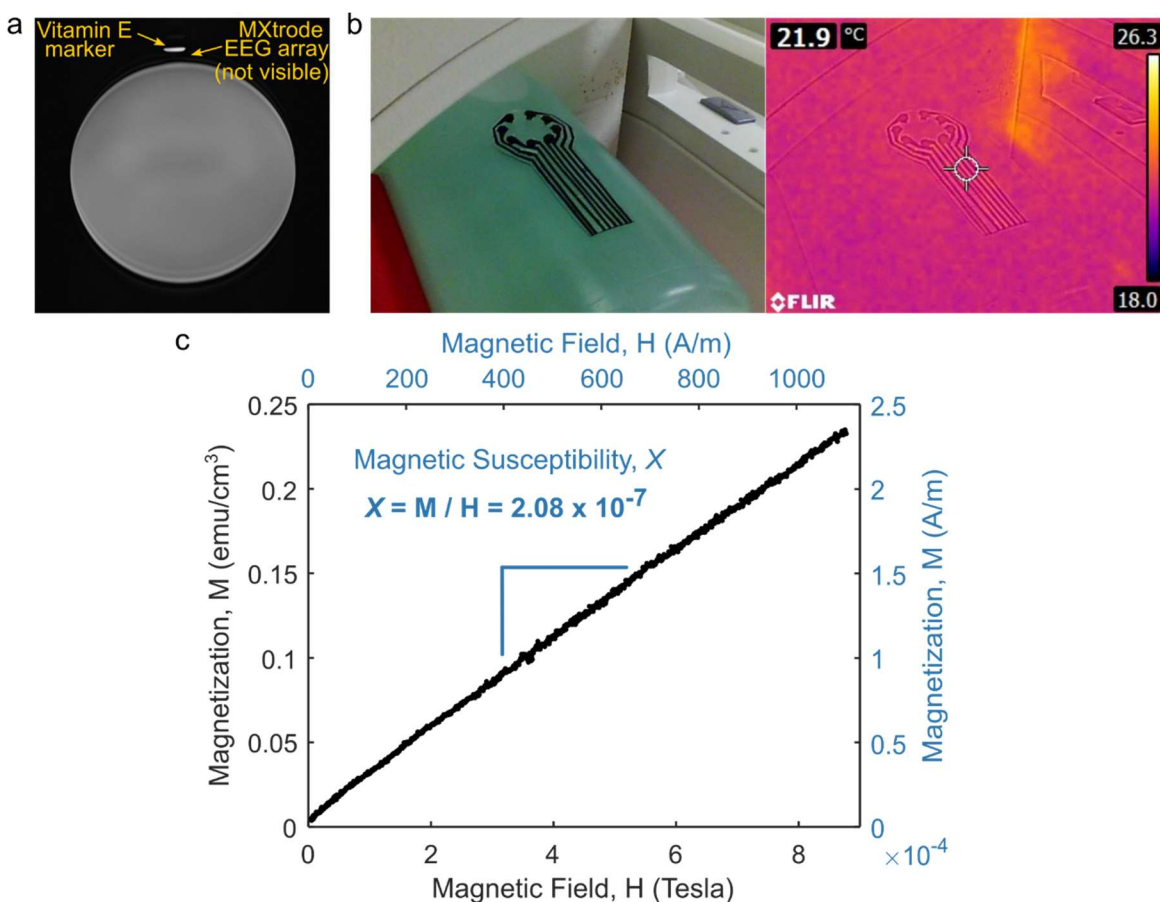 a
Vitamin E
marker
MXtrode
EEG array
(not visible)
b
21.9 °C
26.3
18.0
FLIR
c
Magnetic Field, H (A/m)
0 200 400 600 800 1000
Magnetization, M (emu/cm³)
0.25
0.2
0.15
0.1
0.05
0
Magnetic Susceptibility, X
X = M / H = 2.08 x 10⁻⁷
2.5
2
1.5
1
0.5
0
Magnetization, M (A/m)
0 2 4 6 8
×10⁻⁴
Magnetic Field, H (Tesla)